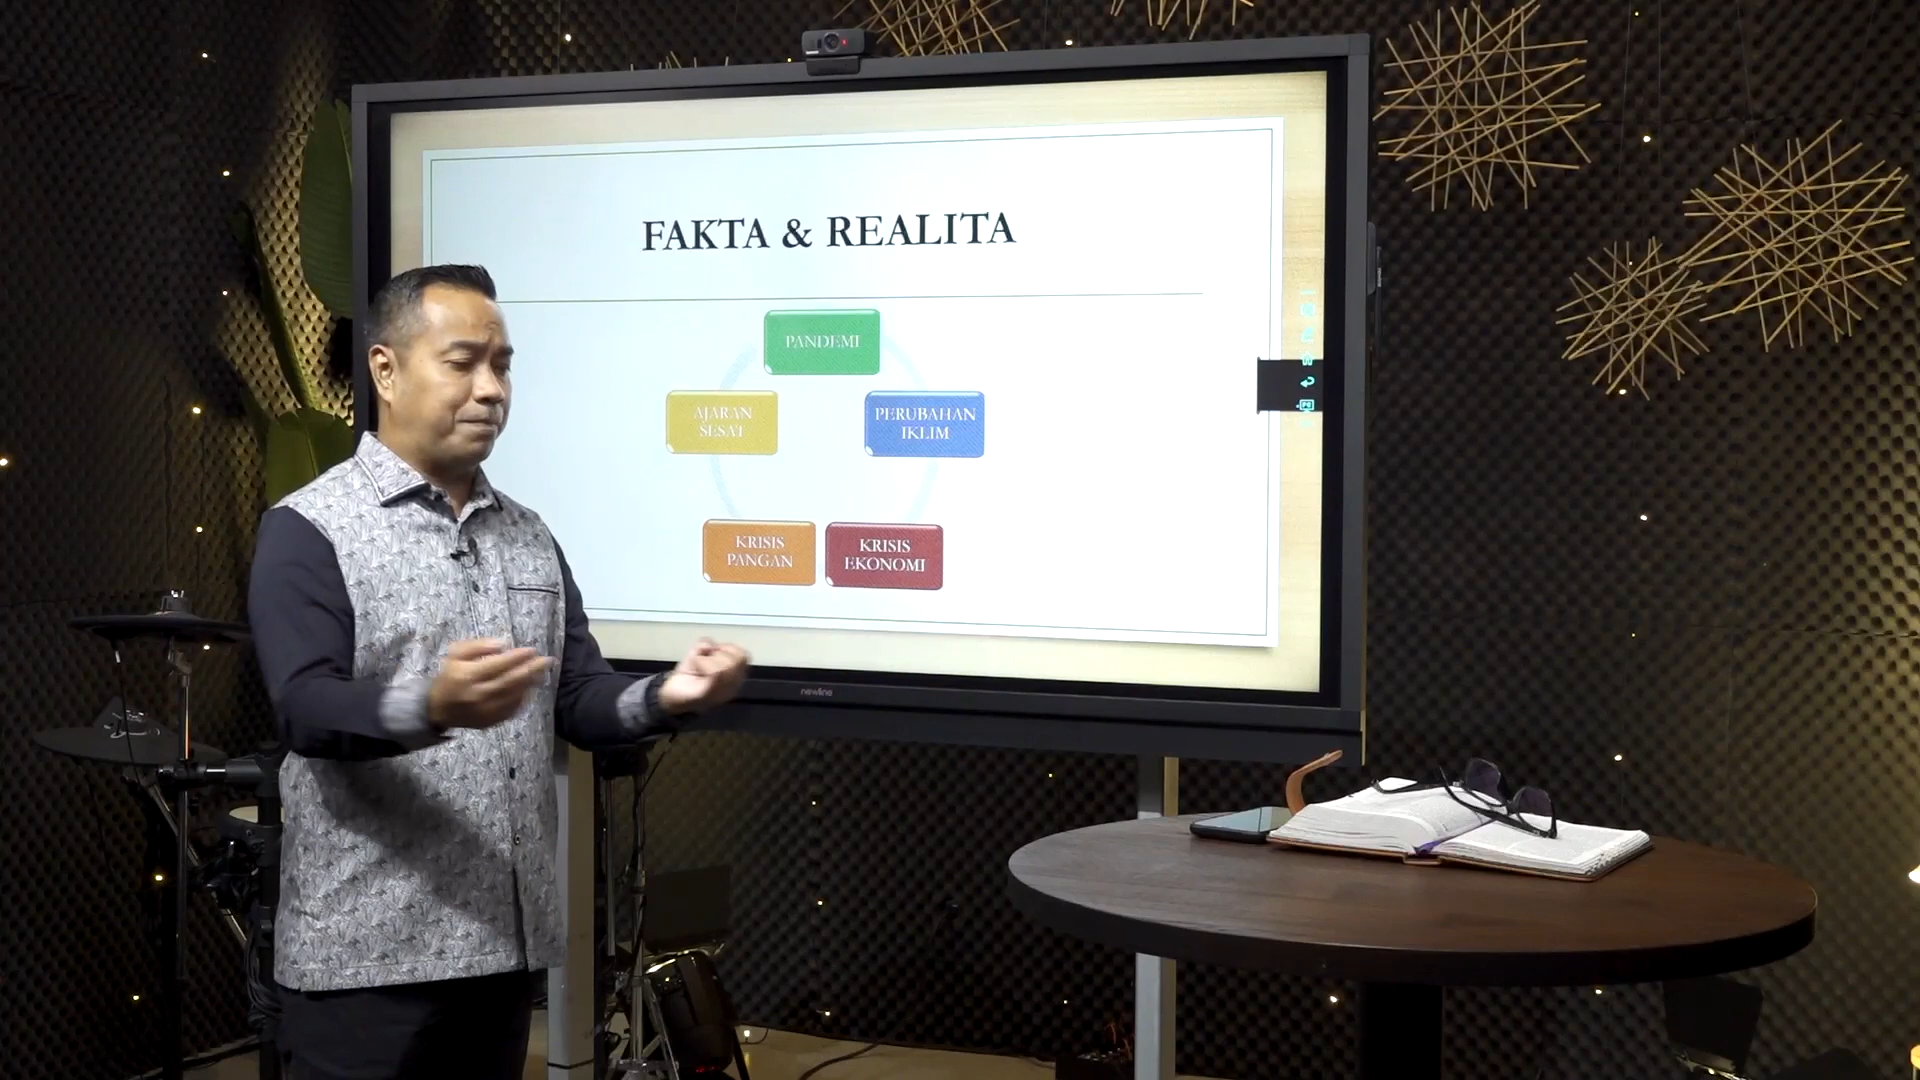 FAKTA & REALITA
PANDEMI
AJARAN
SESAT
PERUBAHAN
IKLIM
KRISIS
PANGAN
KRISIS
EKONOMI
newline